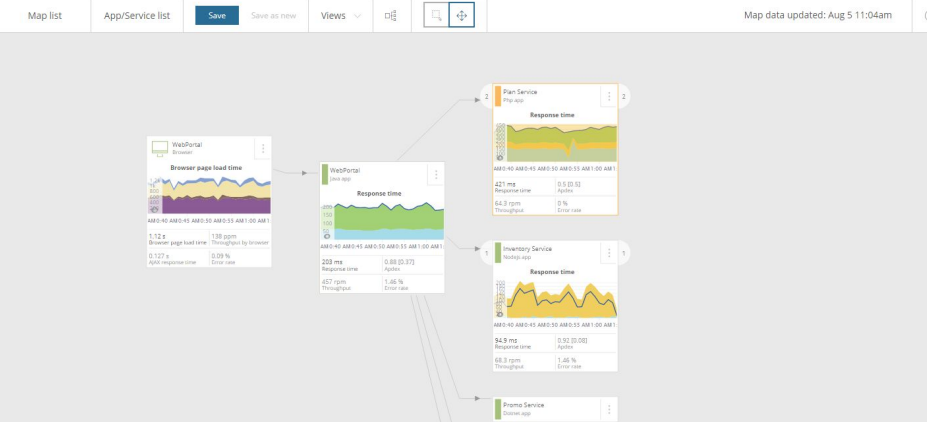 Map list
App/Service list
Save
Save as new
Views
Map data updated: Aug 5 11:04am
WebPortal
Browser
Browser page load time
AM0:40 AM0:45 AM0:50 AM0:55 AM1:00 AM1:
1.12 s
Browser page load time
138 ppm
Throughput by browser
0.127 s
AJAX response time
0.09 %
Error rate
WebPortal
Java app
Response time
200
150
100
50
AM0:40 AM0:45 AM0:50 AM0:55 AM1:00 AM1:
203 ms
Response time
0.88 [0.37]
Apdex
457 rpm
Throughput
1.46 %
Error rate
2
Plan Service
Php.app
2
Response time
AM0:40 AM0:45 AM0:50 AM0:55 AM1:00 AM1:
421 ms
Response time
0.5 [0.5]
Apdex
64.3 rpm
Throughput
0 %
Error rate
1
Inventory Service
Nodejs.app
1
Response time
AM0:40 AM0:45 AM0:50 AM0:55 AM1:00 AM1:
94.9 ms
Response time
0.92 [0.08]
Apdex
68.3 rpm
Throughput
1.46 %
Error rate
Promo Service
Dotnet.app